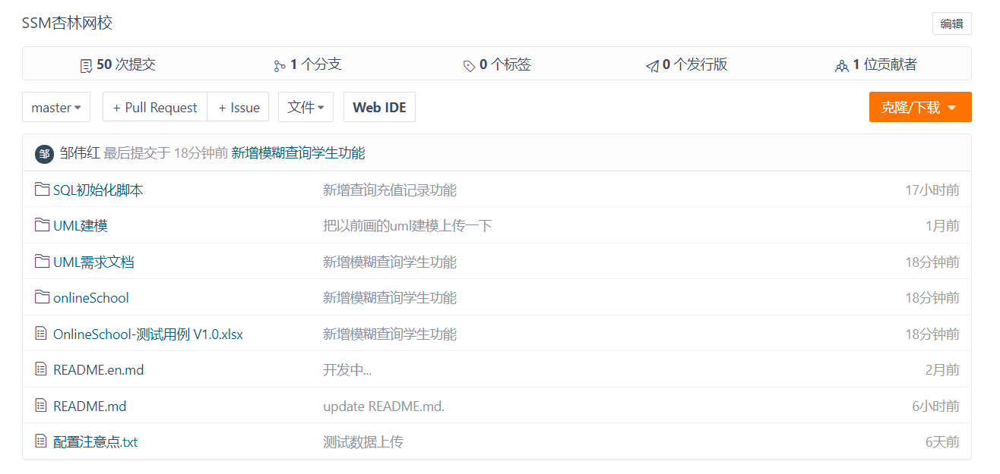 SSM杏林网校 编辑
50 次提交 1 个分支 0 个标签 0 个发行版 1 位贡献者
master + Pull Request + Issue 文件 Web IDE 克隆/下载
邹 邹伟红 最后提交于 18分钟前 新增模糊查询学生功能
SQL初始化脚本 新增查询充值记录功能 17小时前
UML建模 把以前画的uml建模上传一下 1月前
UML需求文档 新增模糊查询学生功能 18分钟前
onlineSchool 新增模糊查询学生功能 18分钟前
OnlineSchool-测试用例 V1.0.xlsx 新增模糊查询学生功能 18分钟前
README.en.md 开发中... 2月前
README.md update README.md. 6小时前
配置注意点.txt 测试数据上传 6天前